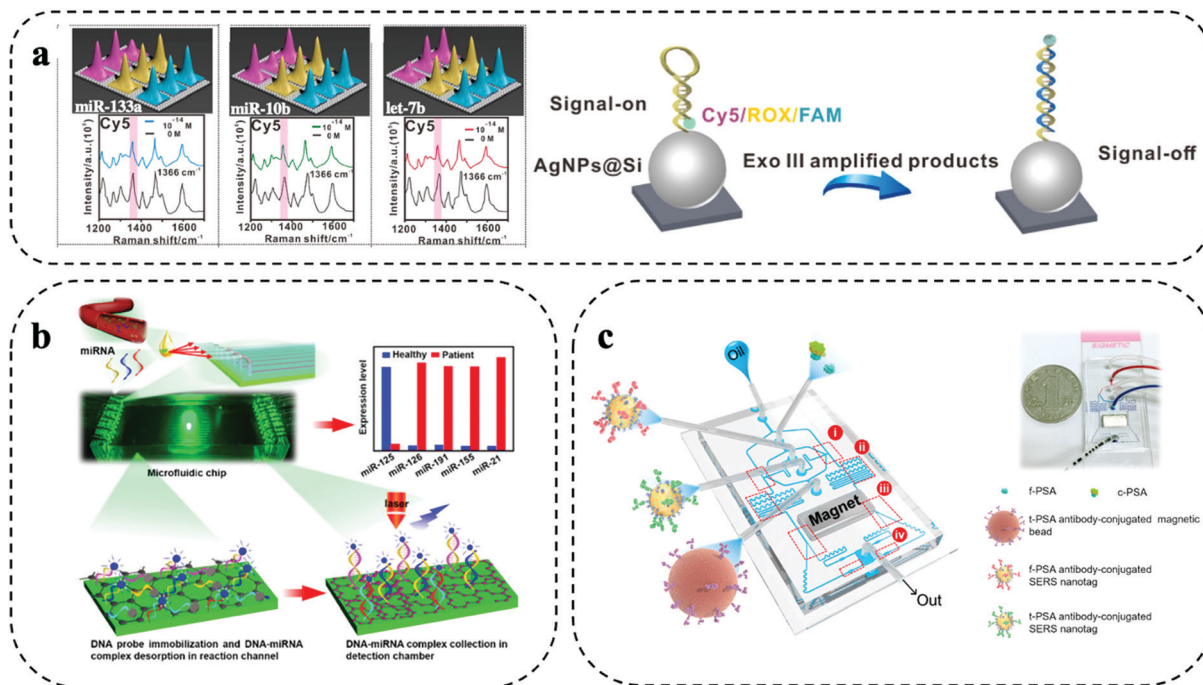 a
miR-133a
miR-10b
let-7b
Intensity/a.u.(10³)
Cy5
10⁻¹⁴ M
0 M
1366 cm⁻¹
1200 1400 1600
Raman shift/cm⁻¹
Intensity/a.u.(10³)
Cy5
10⁻¹⁴ M
0 M
1366 cm⁻¹
1200 1400 1600
Raman shift/cm⁻¹
Intensity/a.u.(10³)
Cy5
10⁻¹⁴ M
0 M
1366 cm⁻¹
1200 1400 1600
Raman shift/cm⁻¹
Signal-on
Cy5/ROX/FAM
AgNPs@Si
Exo III amplified products
Signal-off
b
miRNA
Microfluidic chip
Healthy Patient
Expression level
miR-125 miR-126 miR-191 miR-155 miR-21
laser
DNA probe immobilization and DNA-miRNA
complex desorption in reaction channel
DNA-miRNA complex collection in
detection chamber
c
Oil
i
ii
iii
iv
Magnet
Out
1
f-PSA
c-PSA
t-PSA antibody-conjugated magnetic
bead
f-PSA antibody-conjugated
SERS nanotag
t-PSA antibody-conjugated
SERS nanotag